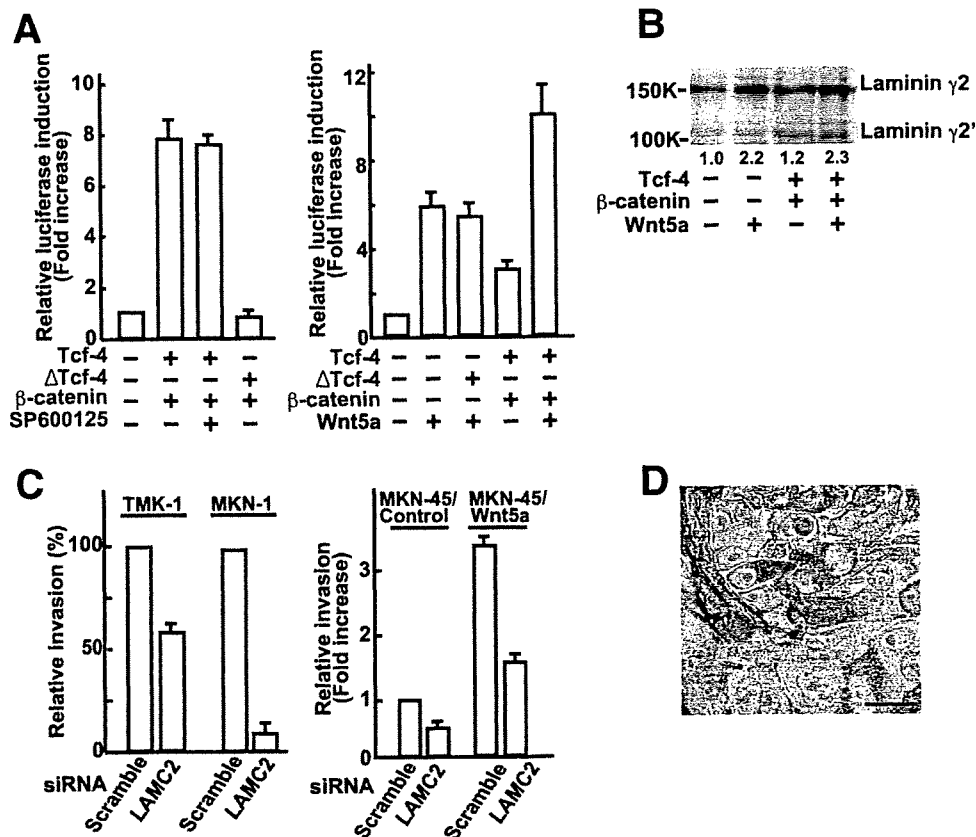 A
Relative luciferase induction
(Fold increase)
10
8
6
4
2
0
Tcf-4 − + + −
ΔTcf-4 − − − +
β-catenin − + + +
SP600125 − − + −
Relative luciferase induction
(Fold increase)
12
8
4
0
Tcf-4 − − − + +
ΔTcf-4 − − + − −
β-catenin − − − + +
Wnt5a − + + − +
B
150K-
100K-
Laminin γ2
Laminin γ2'
1.0 2.2 1.2 2.3
Tcf-4 − − + +
β-catenin − − + +
Wnt5a − + − +
C
Relative invasion (%)
100
50
0
TMK-1 MKN-1
siRNA
Scramble LAMC2 Scramble LAMC2
Relative invasion
(Fold increase)
3
2
1
0
MKN-45/
Control
MKN-45/
Wnt5a
siRNA
Scramble LAMC2 Scramble LAMC2
D